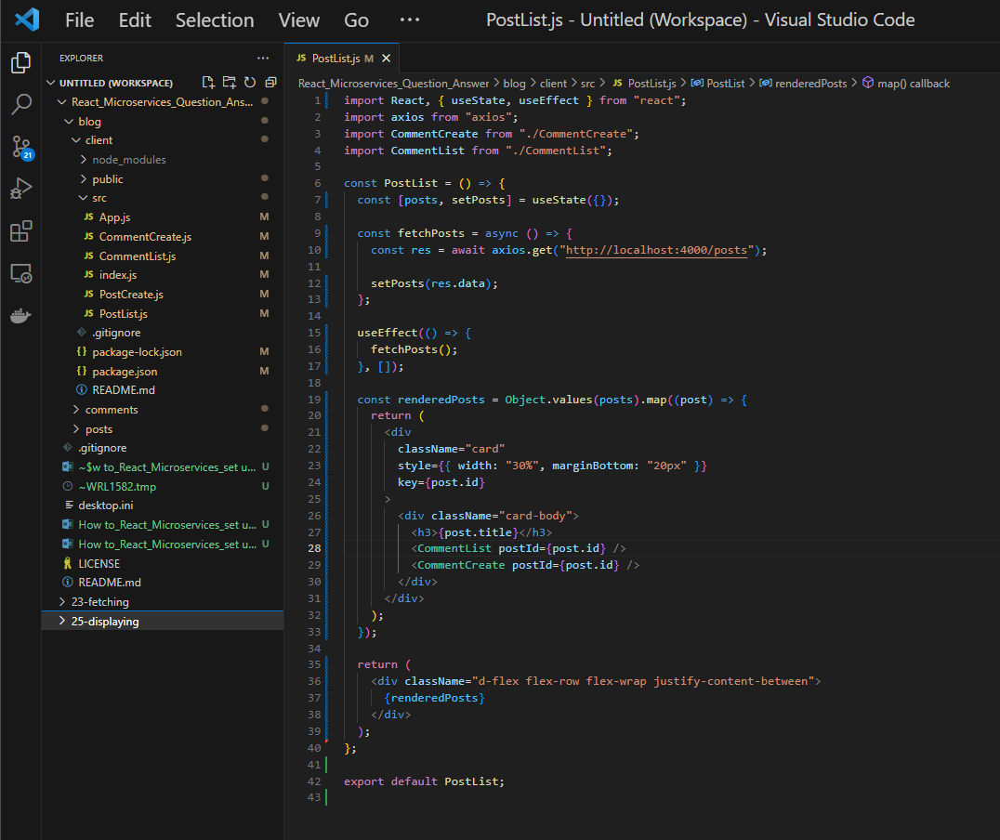 File Edit Selection View Go ··· PostList.js - Untitled (Workspace) - Visual Studio Code
EXPLORER ···
UNTITLED (WORKSPACE)
React_Microservices_Question_Ans...
blog
client
node_modules
public
src
JS App.js M
JS CommentCreate.js M
JS CommentList.js M
JS index.js M
JS PostCreate.js M
JS PostList.js M
.gitignore
{} package-lock.json M
{} package.json M
README.md
comments
posts
.gitignore
~$w to_React_Microservices_set u... U
~WRL1582.tmp U
desktop.ini
How to_React_Microservices_set u... U
How to_React_Microservices_set u... U
LICENSE
README.md
23-fetching
25-displaying
21
JS PostList.js M ×
React_Microservices_Question_Answer > blog > client > src > JS PostList.js > PostList > renderedPosts > map() callback
1 import React, { useState, useEffect } from "react";
2 import axios from "axios";
3 import CommentCreate from "./CommentCreate";
4 import CommentList from "./CommentList";
5
6 const PostList = () => {
7 const [posts, setPosts] = useState({});
8
9 const fetchPosts = async () => {
10 const res = await axios.get("http://localhost:4000/posts");
11
12 setPosts(res.data);
13 };
14
15 useEffect(() => {
16 fetchPosts();
17 }, []);
18
19 const renderedPosts = Object.values(posts).map((post) => {
20 return (
21 <div
22 className="card"
23 style={{ width: "30%", marginBottom: "20px" }}
24 key={post.id}
25 >
26 <div className="card-body">
27 <h3>{post.title}</h3>
28 <CommentList postId={post.id} />
29 <CommentCreate postId={post.id} />
30 </div>
31 </div>
32 );
33 });
34
35 return (
36 <div className="d-flex flex-row flex-wrap justify-content-between">
37 {renderedPosts}
38 </div>
39 );
40 };
41
42 export default PostList;
43